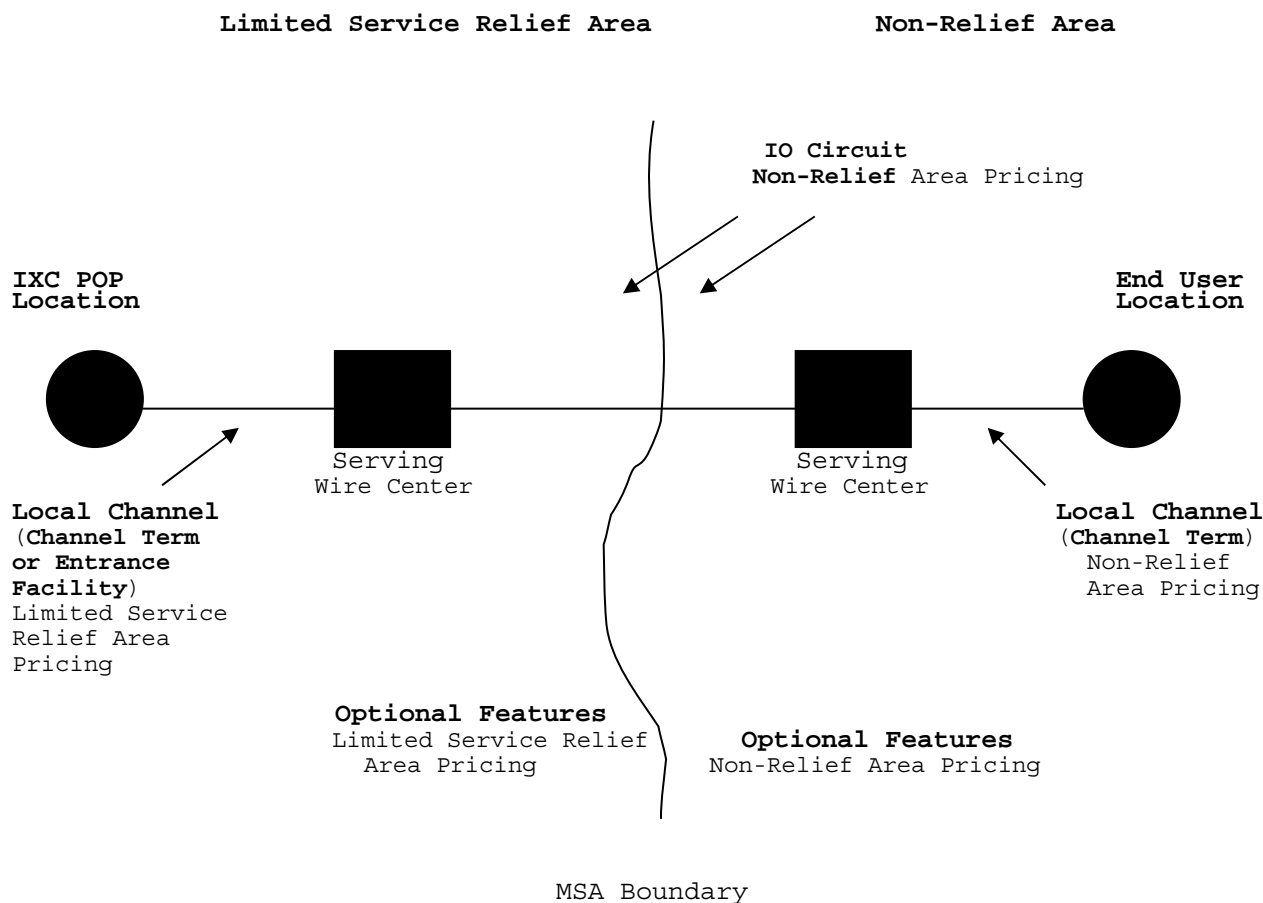 Limited Service Relief Area
Non-Relief Area
IO Circuit
Non-Relief Area Pricing
IXC POP
Location
End User
Location
Serving
Wire Center
Serving
Wire Center
Local Channel
(Channel Term
or Entrance
Facility)
Limited Service
Relief Area
Pricing
Local Channel
(Channel Term)
Non-Relief
Area Pricing
Optional Features
Limited Service Relief
Area Pricing
Optional Features
Non-Relief Area Pricing
MSA Boundary